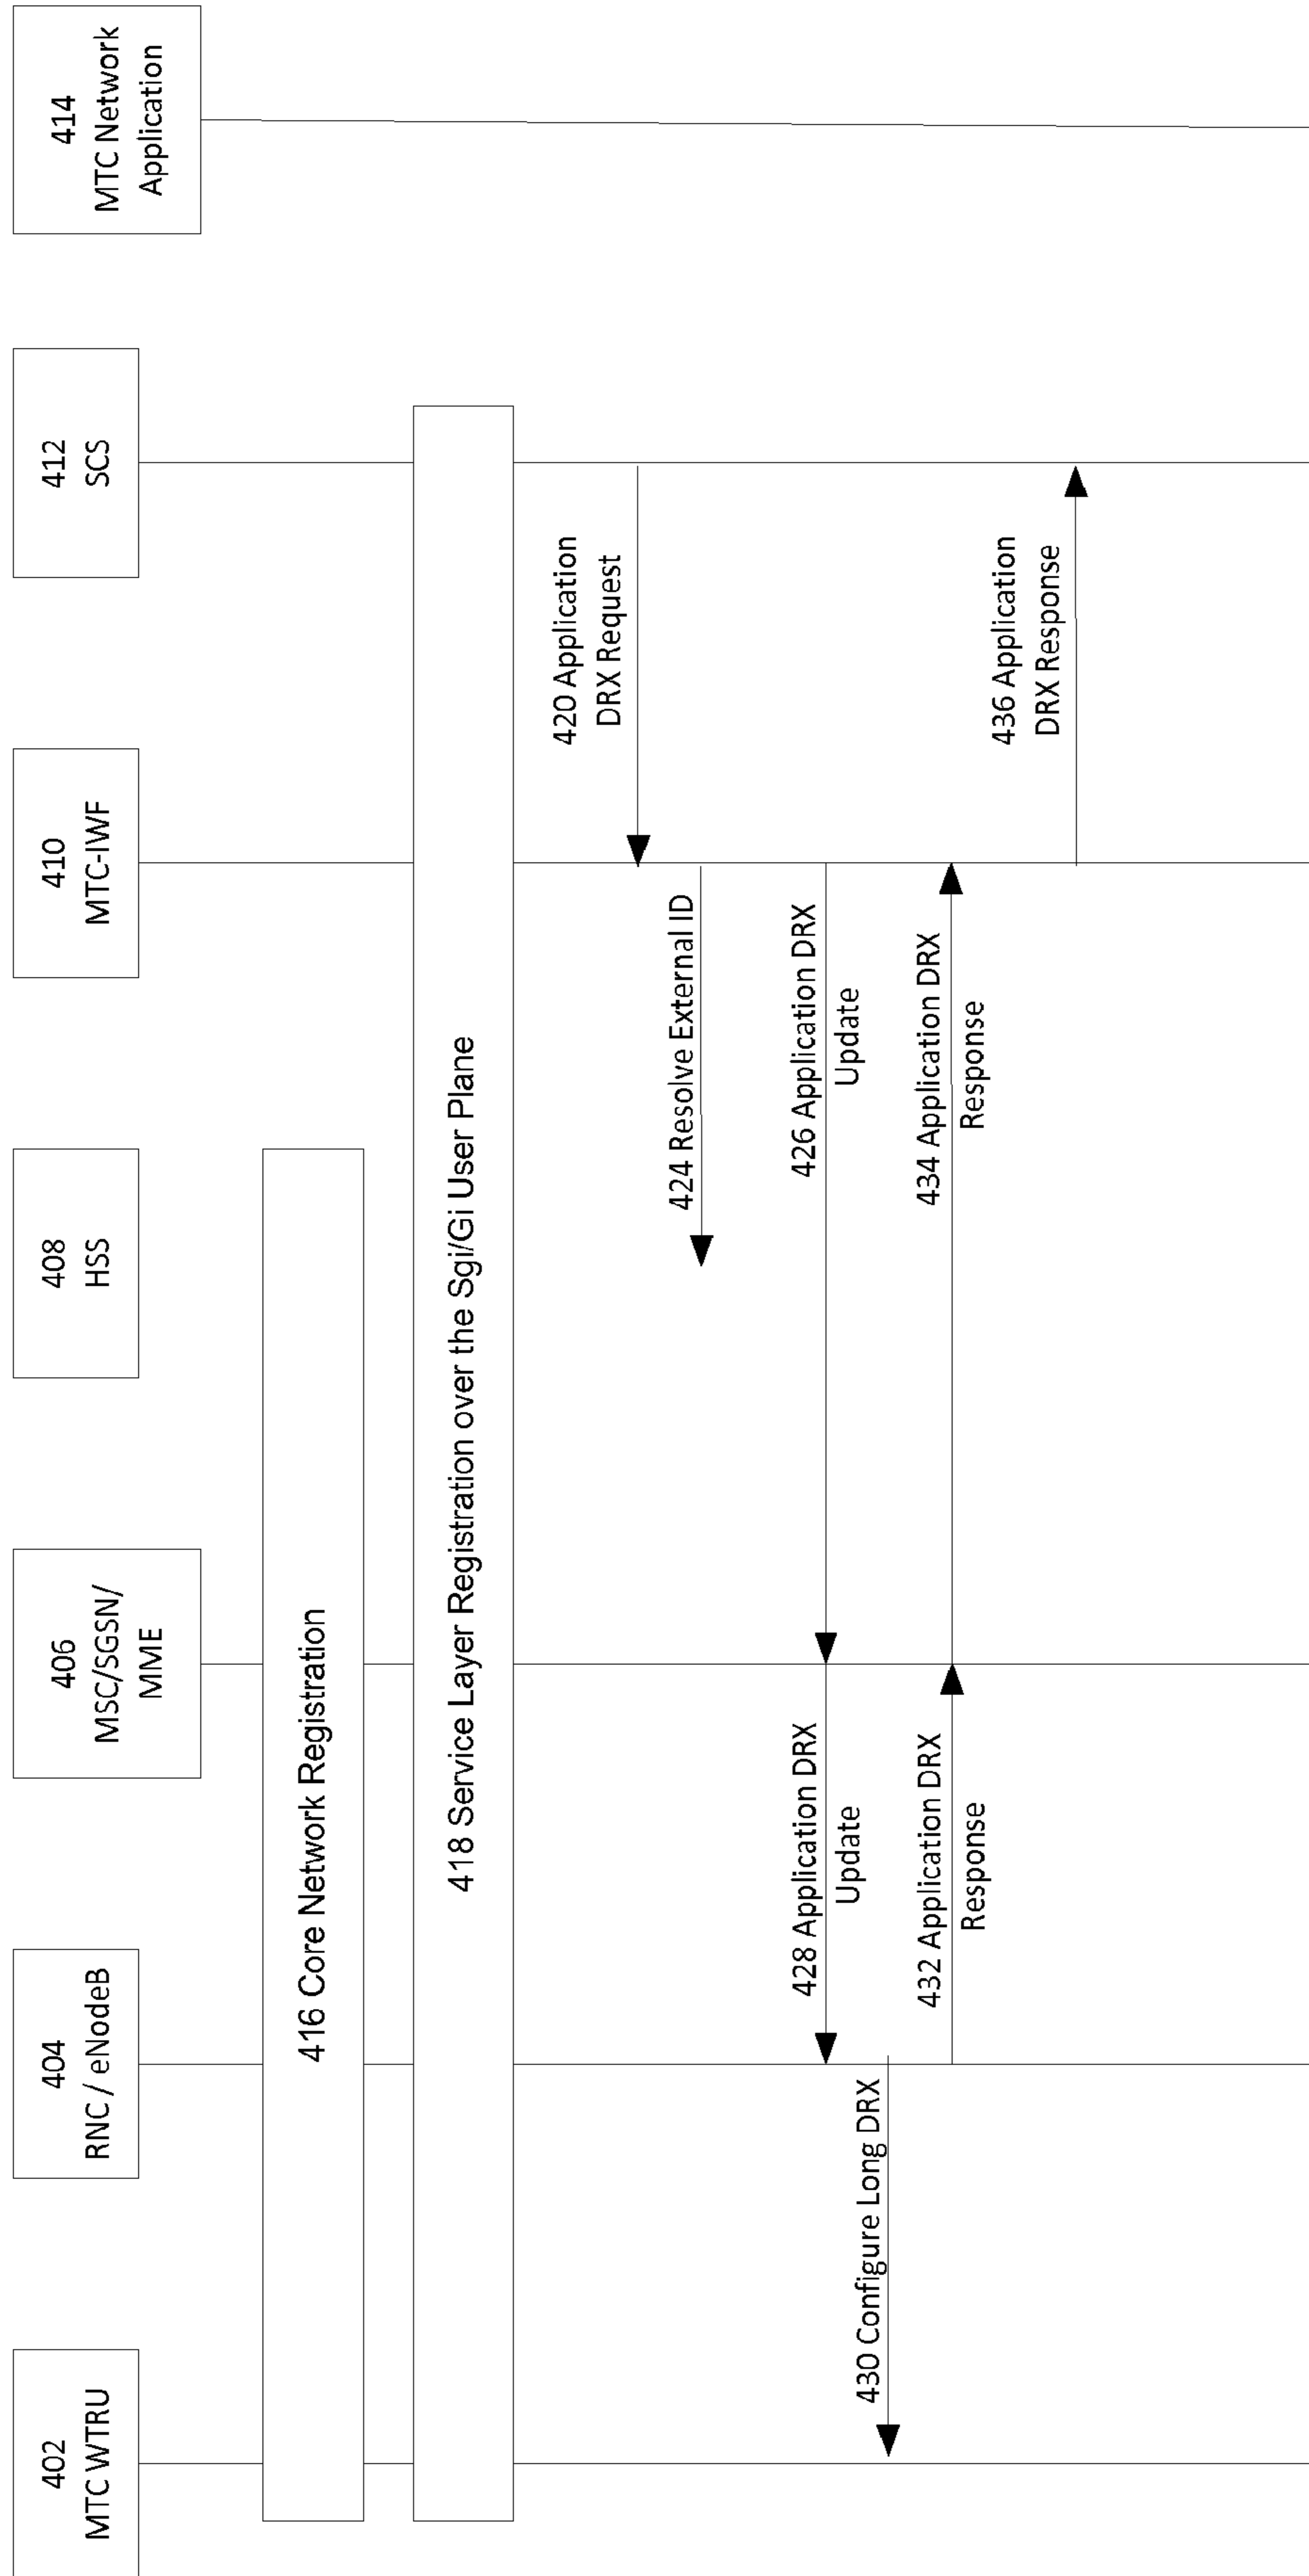 402
MTC WTRU
404
RNC / eNodeB
406
MSC/SGSN/
MME
408
HSS
410
MTC-IWF
412
SCS
414
MTC Network
Application
416 Core Network Registration
418 Service Layer Registration over the Sgi/Gi User Plane
420 Application
DRX Request
424 Resolve External ID
426 Application DRX
Update
428 Application DRX
Update
430 Configure Long DRX
432 Application DRX
Response
434 Application DRX
Response
436 Application
DRX Response